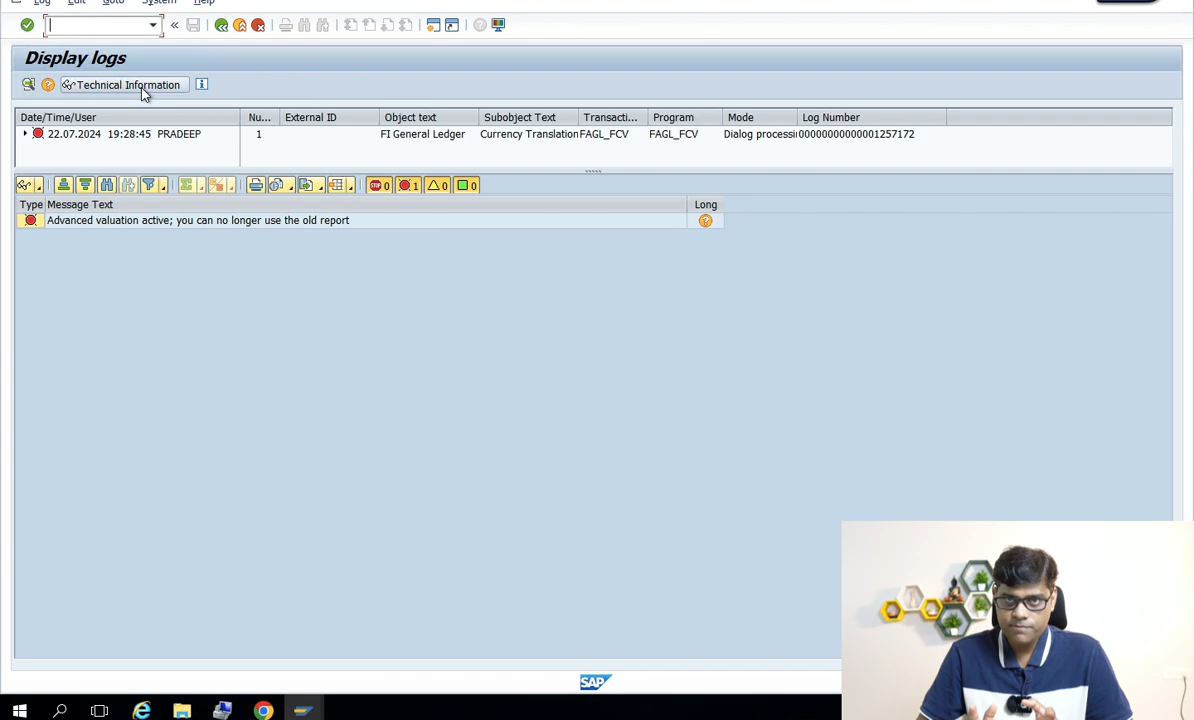 Log Edit Goto System Help
Display logs
Technical Information
Date/Time/User Nu... External ID Object text Subobject Text Transacti... Program Mode Log Number
22.07.2024 19:28:45 PRADEEP 1 FI General Ledger Currency Translation FAGL_FCV FAGL_FCV Dialog processi 00000000000001257172
STOP 0 1 0 0
Type Message Text Long
Advanced valuation active; you can no longer use the old report
SAP